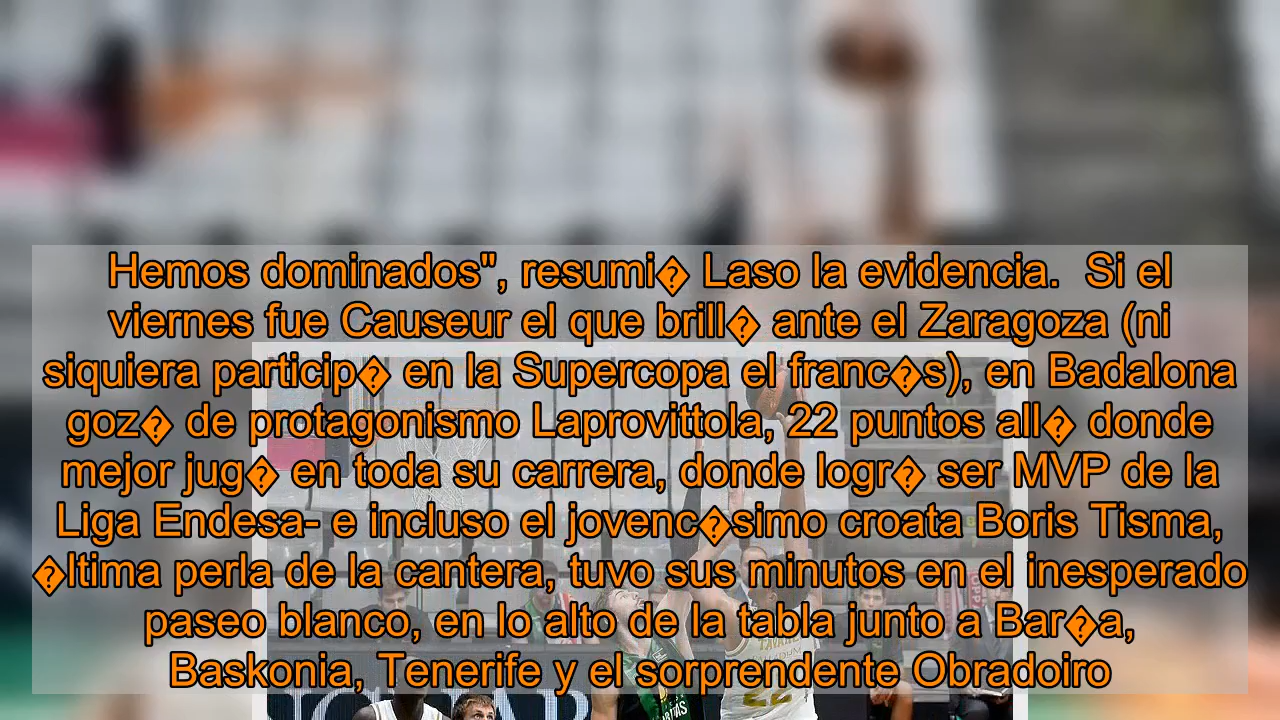 Hemos dominados", resumi� Laso la evidencia.  Si el
viernes fue Causeur el que brill� ante el Zaragoza (ni
siquiera particip� en la Supercopa el franc�s), en Badalona
goz� de protagonismo Laprovittola, 22 puntos all� donde
mejor jug� en toda su carrera, donde logr� ser MVP de la
Liga Endesa- e incluso el jovenc�simo croata Boris Tisma,
�ltima perla de la cantera, tuvo sus minutos en el inesperado
paseo blanco, en lo alto de la tabla junto a Bar�a,
Baskonia, Tenerife y el sorprendente Obradoiro
TAVARES
22